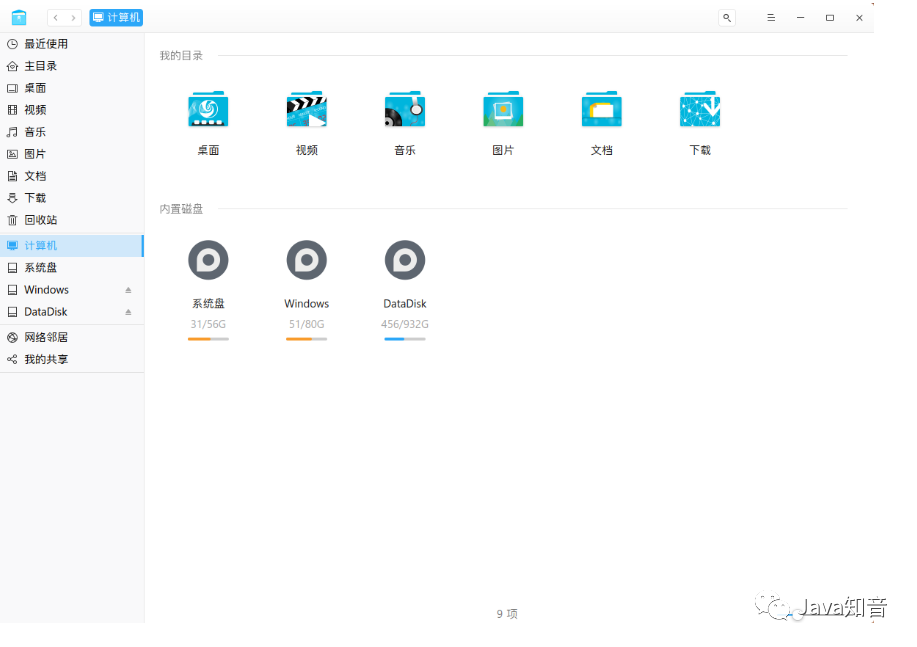 计算机
最近使用
主目录
桌面
视频
音乐
图片
文档
下载
回收站
计算机
系统盘
Windows
DataDisk
网络邻居
我的共享
我的目录
桌面 视频 音乐 图片 文档 下载
内置磁盘
系统盘 Windows DataDisk
31/56G 51/80G 456/932G
9 项
Java知音